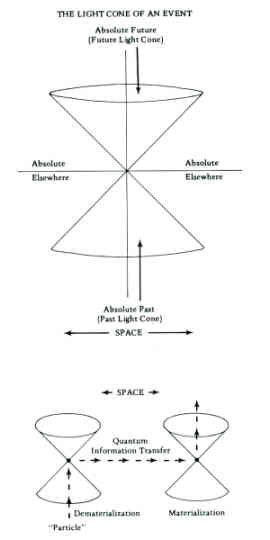 THE LIGHT CONE OF AN EVENT
Absolute Future
(Future Light Cone)
Absolute
Elsewhere
Absolute
Elsewhere
Absolute Past
(Past Light Cone)
SPACE
SPACE
Quantum
Information Transfer
Dematerialization
Materialization
"Particle"